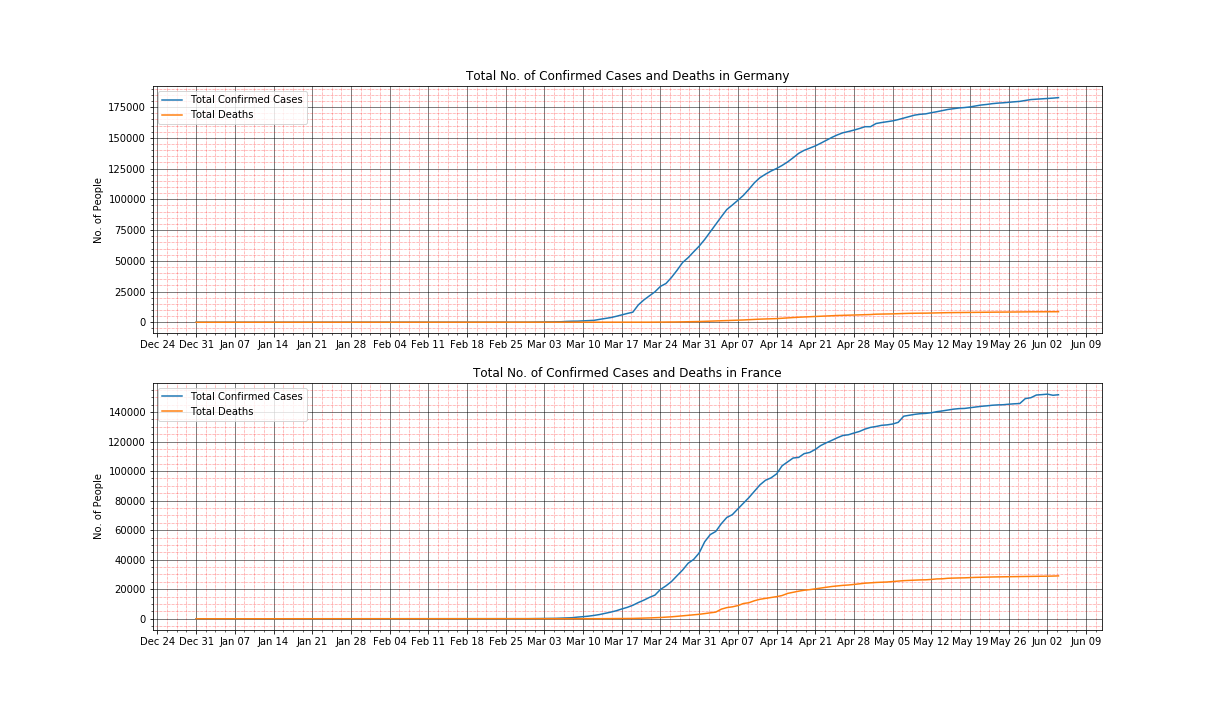 Total No. of Confirmed Cases and Deaths in Germany
Total Confirmed Cases
Total Deaths
No. of People
175000
150000
125000
100000
75000
50000
25000
0
Dec 24 Dec 31 Jan 07 Jan 14 Jan 21 Jan 28 Feb 04 Feb 11 Feb 18 Feb 25 Mar 03 Mar 10 Mar 17 Mar 24 Mar 31 Apr 07 Apr 14 Apr 21 Apr 28 May 05 May 12 May 19 May 26 Jun 02 Jun 09
Total No. of Confirmed Cases and Deaths in France
Total Confirmed Cases
Total Deaths
No. of People
140000
120000
100000
80000
60000
40000
20000
0
Dec 24 Dec 31 Jan 07 Jan 14 Jan 21 Jan 28 Feb 04 Feb 11 Feb 18 Feb 25 Mar 03 Mar 10 Mar 17 Mar 24 Mar 31 Apr 07 Apr 14 Apr 21 Apr 28 May 05 May 12 May 19 May 26 Jun 02 Jun 09